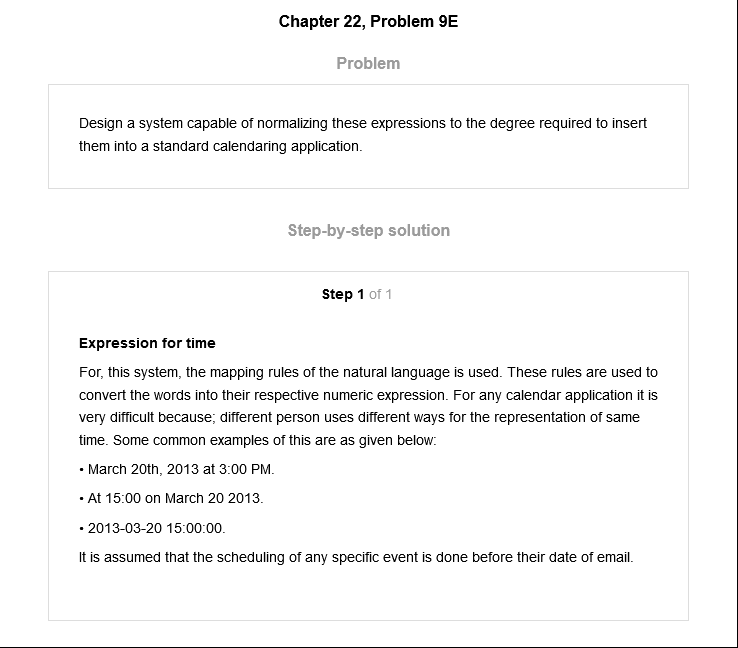 Chapter 22, Problem 9E
Problem
Design a system capable of normalizing these expressions to the degree required to insert
them into a standard calendaring application.
Step-by-step solution
Step 1 of 1
Expression for time
For, this system, the mapping rules of the natural language is used. These rules are used to
convert the words into their respective numeric expression. For any calendar application it is
very difficult because; different person uses different ways for the representation of same
time. Some common examples of this are as given below:
• March 20th, 2013 at 3:00 PM.
• At 15:00 on March 20 2013.
• 2013-03-20 15:00:00.
It is assumed that the scheduling of any specific event is done before their date of email.